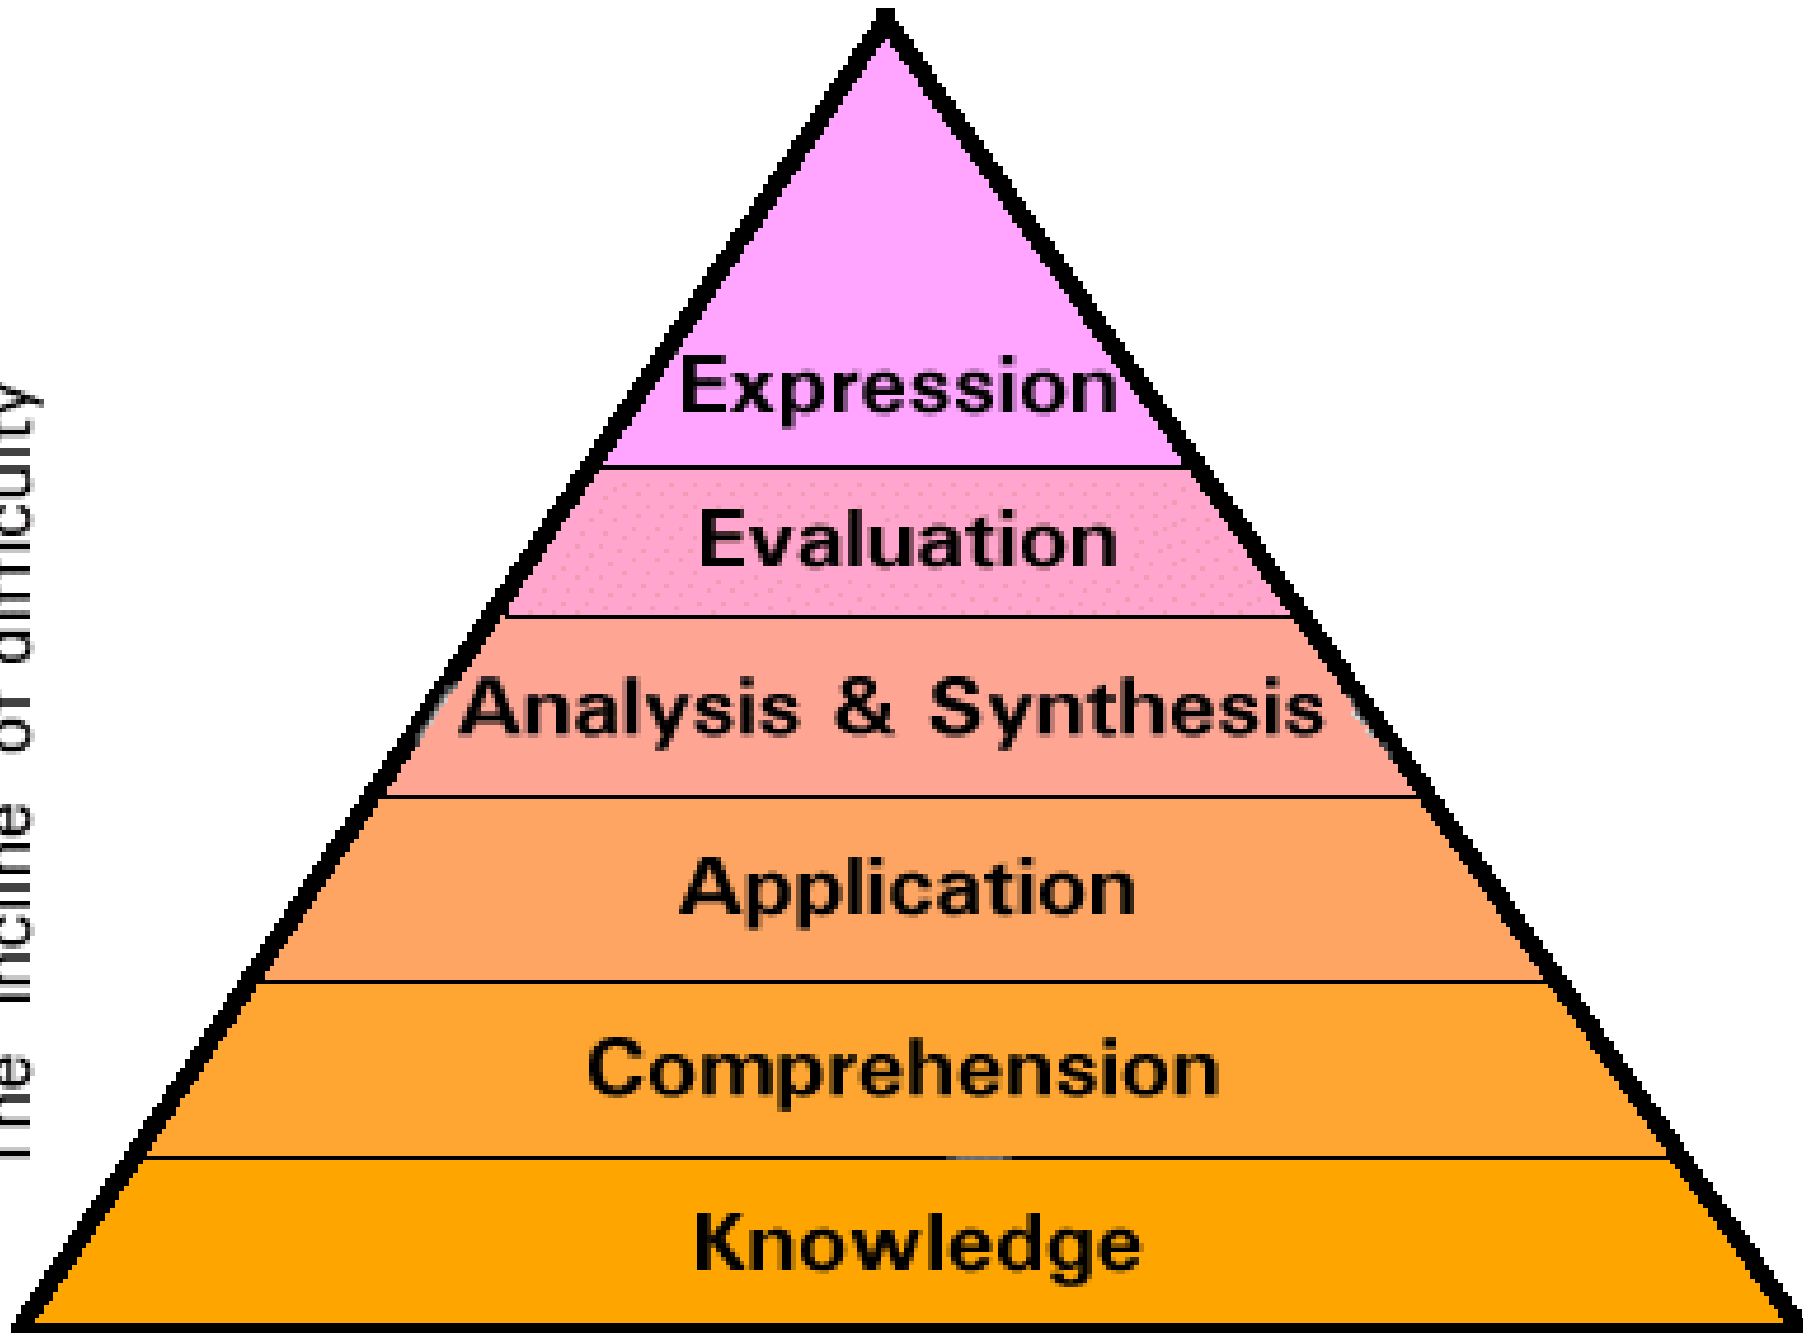 The incline of difficulty
Expression
Evaluation
Analysis & Synthesis
Application
Comprehension
Knowledge